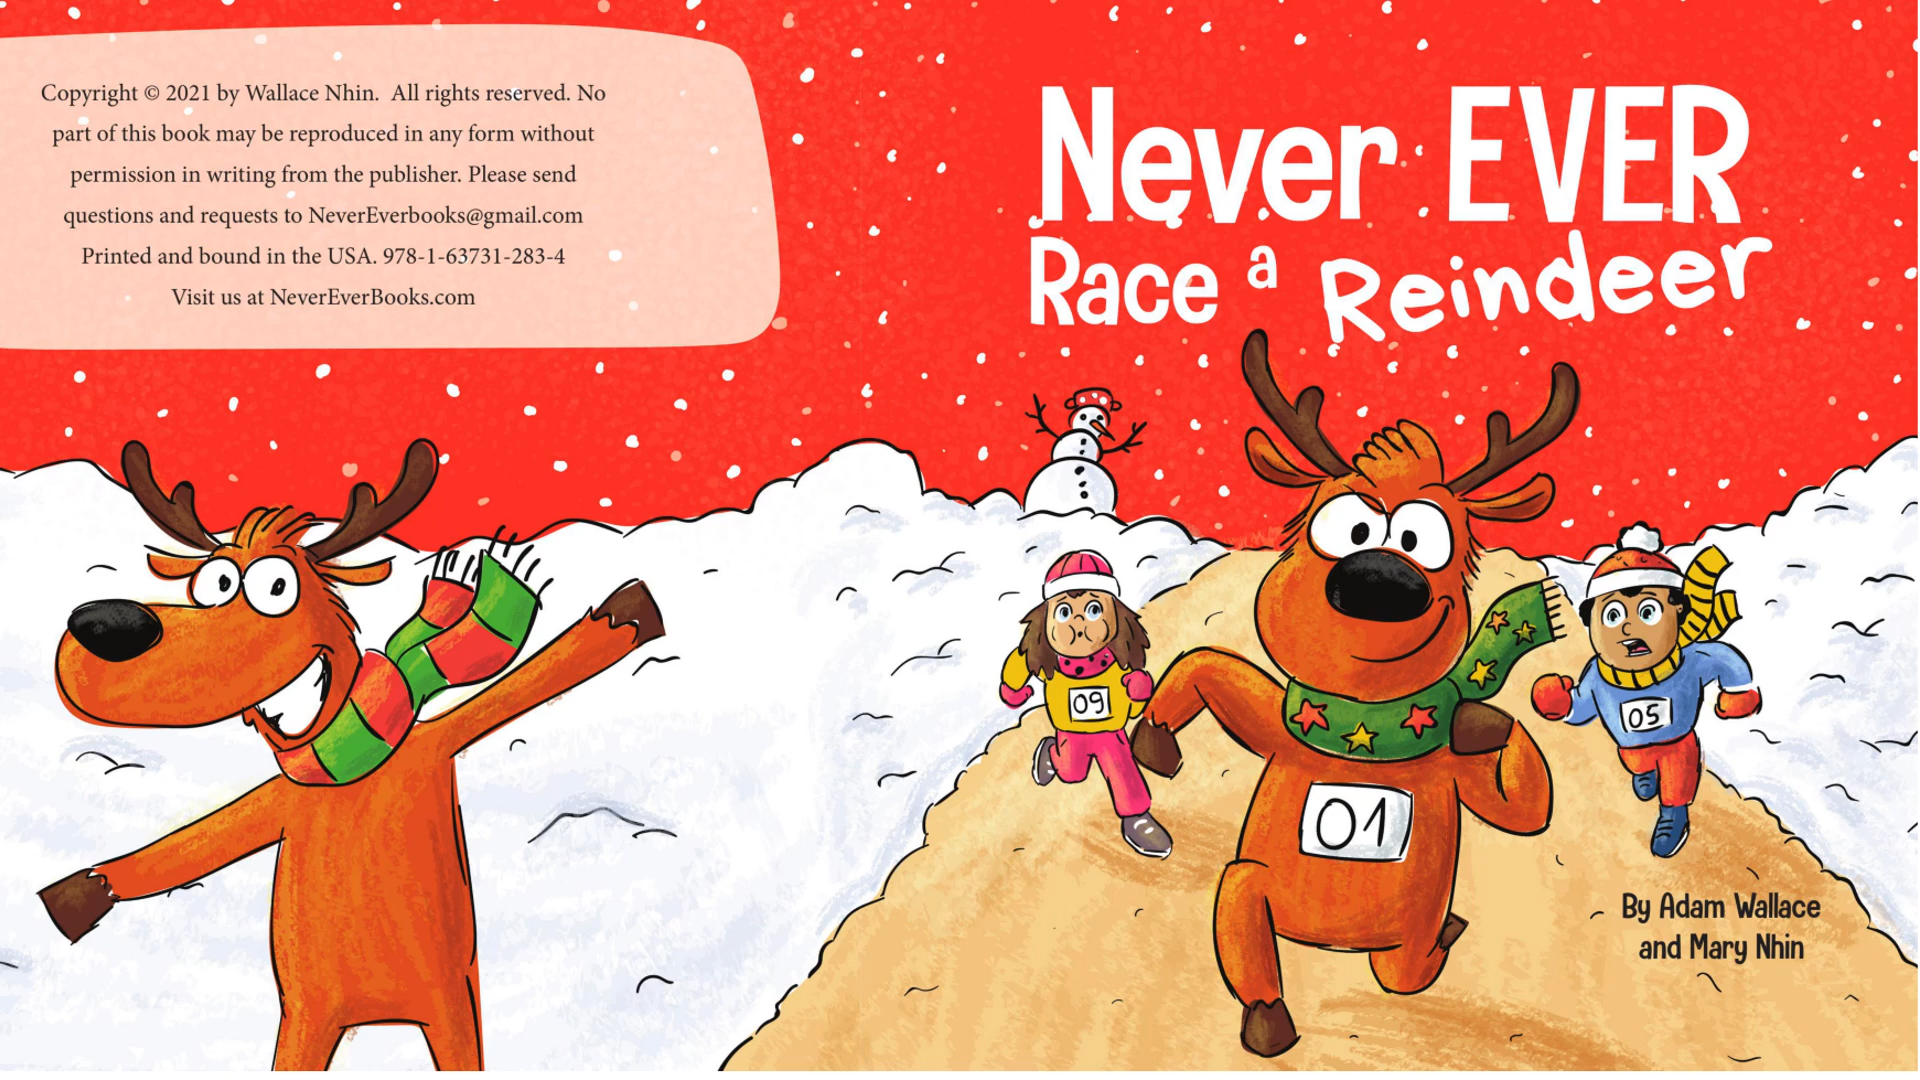 Copyright © 2021 by Wallace Nhin.  All rights reserved. No
part of this book may be reproduced in any form without
permission in writing from the publisher. Please send
questions and requests to NeverEverbooks@gmail.com
Printed and bound in the USA. 978-1-63731-283-4
Visit us at NeverEverBooks.com
Never EVER
Race a Reindeer
09
05
01
By Adam Wallace
and Mary Nhin